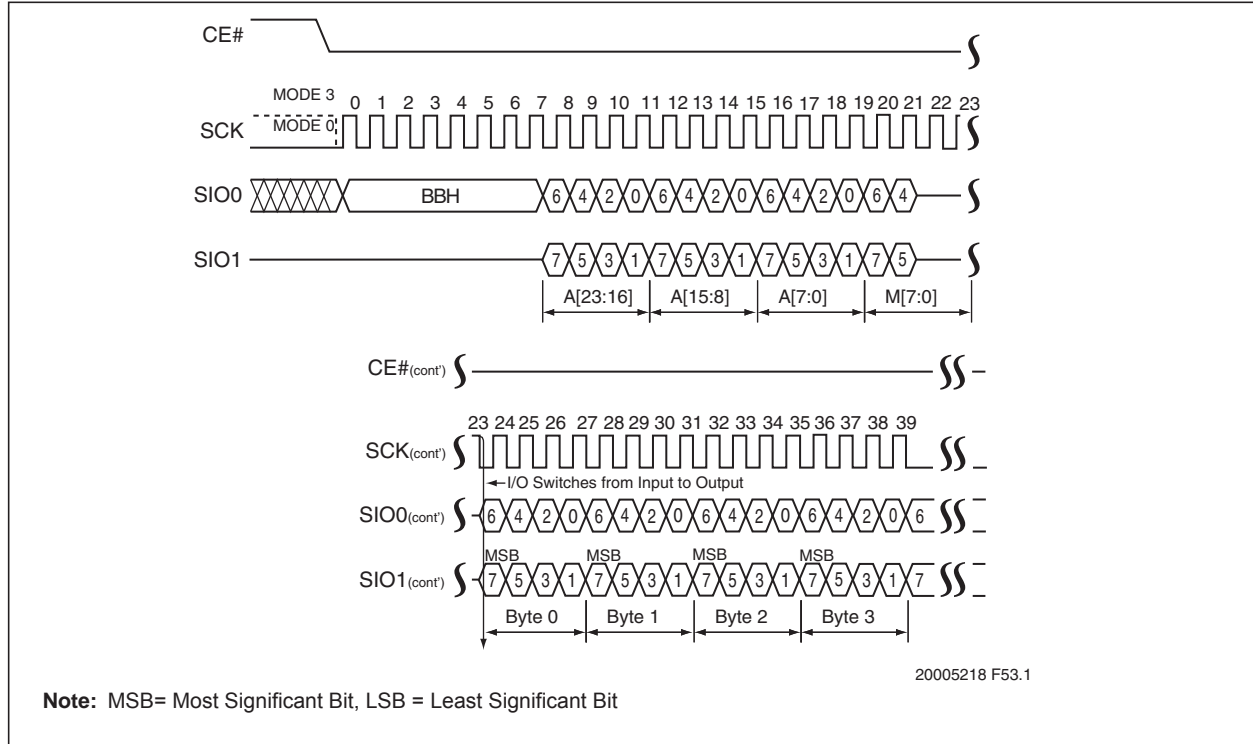 CE#
MODE 3
0 1 2 3 4 5 6 7 8 9 10 11 12 13 14 15 16 17 18 19 20 21 22 23
SCK
MODE 0
SIO0
BBH
6 4 2 0 6 4 2 0 6 4 2 0 6 4
SIO1
7 5 3 1 7 5 3 1 7 5 3 1 7 5
A[23:16] A[15:8] A[7:0] M[7:0]
CE#(cont')
23 24 25 26 27 28 29 30 31 32 33 34 35 36 37 38 39
SCK(cont')
I/O Switches from Input to Output
SIO0(cont')
6 4 2 0 6 4 2 0 6 4 2 0 6 4 2 0 6
MSB MSB MSB MSB
SIO1(cont')
7 5 3 1 7 5 3 1 7 5 3 1 7 5 3 1 7
Byte 0 Byte 1 Byte 2 Byte 3
20005218 F53.1
Note: MSB= Most Significant Bit, LSB = Least Significant Bit